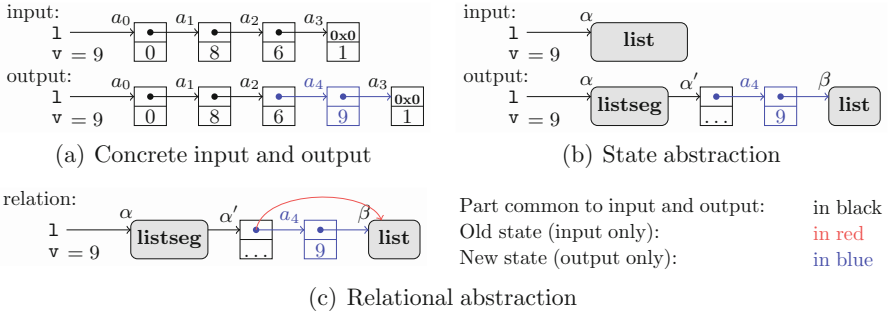 input:
a0 a1 a2 a3
l 0x0
v = 9 0 8 6 1
output:
a0 a1 a2 a4 a3
l 0x0
v = 9 0 8 6 9 1
(a) Concrete input and output
input:
α
l list
v = 9
output:
α α′ a4 β
l listseg list
v = 9 ... 9
(b) State abstraction
relation:
α α′ a4 β
l listseg list
v = 9 ... 9
Part common to input and output: in black
Old state (input only): in red
New state (output only): in blue
(c) Relational abstraction